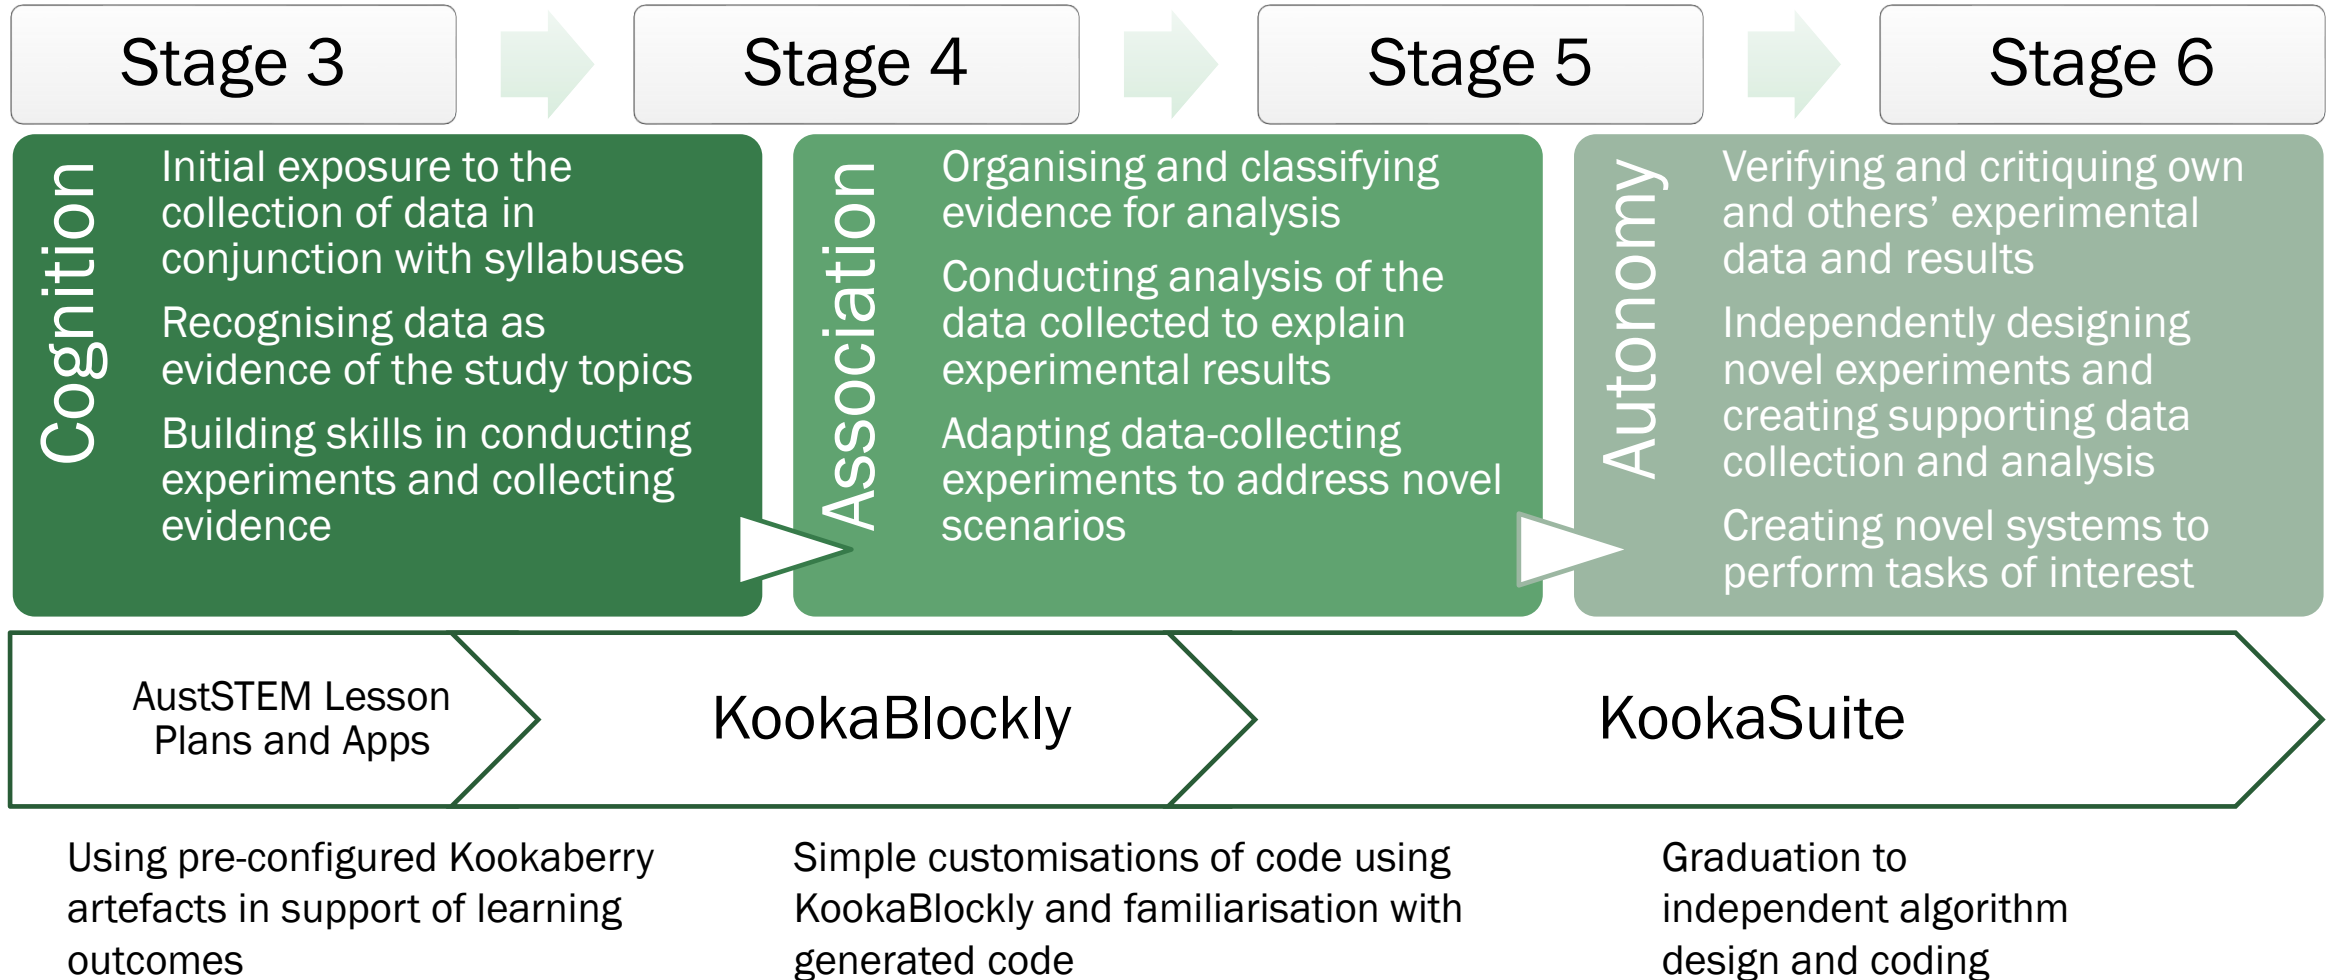 Stage 3
Stage 4
Stage 5
Stage 6
Cognition
Initial exposure to the
collection of data in
conjunction with syllabuses
Recognising data as
evidence of the study topics
Building skills in conducting
experiments and collecting
evidence
Association
Organising and classifying
evidence for analysis
Conducting analysis of the
data collected to explain
experimental results
Adapting data-collecting
experiments to address novel
scenarios
Autonomy
Verifying and critiquing own
and others’ experimental
data and results
Independently designing
novel experiments and
creating supporting data
collection and analysis
Creating novel systems to
perform tasks of interest
AustSTEM Lesson
Plans and Apps
KookaBlockly
KookaSuite
Using pre-configured Kookaberry
artefacts in support of learning
outcomes
Simple customisations of code using
KookaBlockly and familiarisation with
generated code
Graduation to
independent algorithm
design and coding